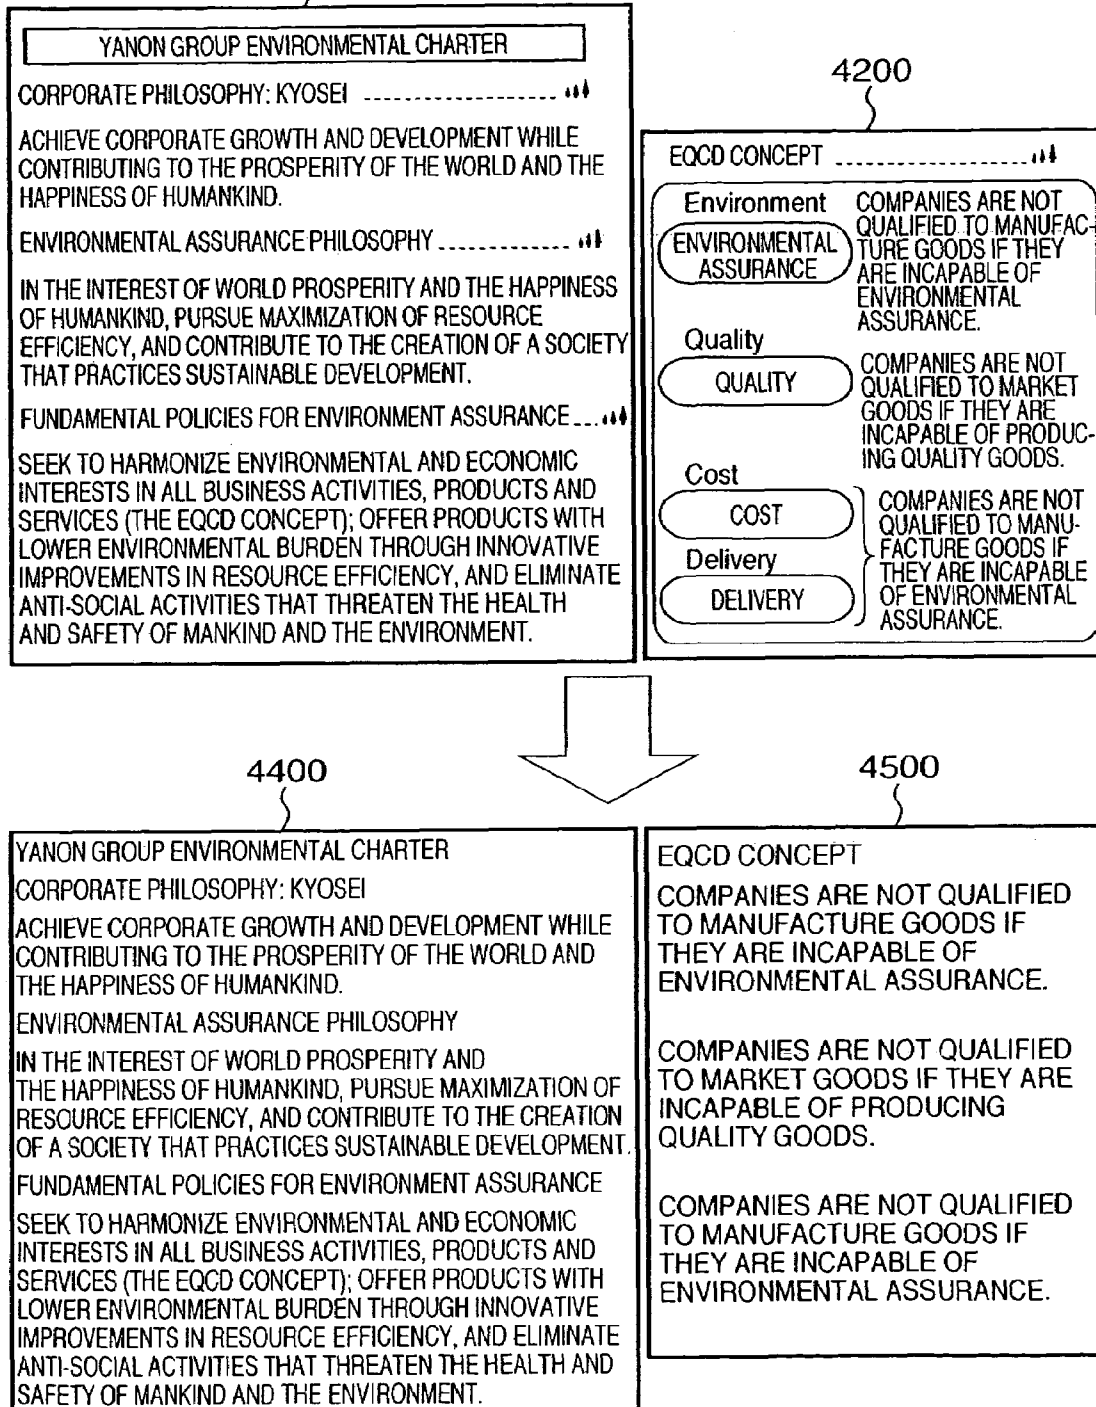 YANON GROUP ENVIRONMENTAL CHARTER
CORPORATE PHILOSOPHY: KYOSEI
ACHIEVE CORPORATE GROWTH AND DEVELOPMENT WHILE
CONTRIBUTING TO THE PROSPERITY OF THE WORLD AND THE
HAPPINESS OF HUMANKIND.
ENVIRONMENTAL ASSURANCE PHILOSOPHY
IN THE INTEREST OF WORLD PROSPERITY AND THE HAPPINESS
OF HUMANKIND, PURSUE MAXIMIZATION OF RESOURCE
EFFICIENCY, AND CONTRIBUTE TO THE CREATION OF A SOCIETY
THAT PRACTICES SUSTAINABLE DEVELOPMENT.
FUNDAMENTAL POLICIES FOR ENVIRONMENT ASSURANCE
SEEK TO HARMONIZE ENVIRONMENTAL AND ECONOMIC
INTERESTS IN ALL BUSINESS ACTIVITIES, PRODUCTS AND
SERVICES (THE EQCD CONCEPT); OFFER PRODUCTS WITH
LOWER ENVIRONMENTAL BURDEN THROUGH INNOVATIVE
IMPROVEMENTS IN RESOURCE EFFICIENCY, AND ELIMINATE
ANTI-SOCIAL ACTIVITIES THAT THREATEN THE HEALTH
AND SAFETY OF MANKIND AND THE ENVIRONMENT.
4200
EQCD CONCEPT
Environment
ENVIRONMENTAL
ASSURANCE
COMPANIES ARE NOT
QUALIFIED TO MANUFAC-
TURE GOODS IF THEY
ARE INCAPABLE OF
ENVIRONMENTAL
ASSURANCE.
Quality
QUALITY
COMPANIES ARE NOT
QUALIFIED TO MARKET
GOODS IF THEY ARE
INCAPABLE OF PRODUC-
ING QUALITY GOODS.
Cost
COST
Delivery
DELIVERY
COMPANIES ARE NOT
QUALIFIED TO MANU-
FACTURE GOODS IF
THEY ARE INCAPABLE
OF ENVIRONMENTAL
ASSURANCE.
4400
YANON GROUP ENVIRONMENTAL CHARTER
CORPORATE PHILOSOPHY: KYOSEI
ACHIEVE CORPORATE GROWTH AND DEVELOPMENT WHILE
CONTRIBUTING TO THE PROSPERITY OF THE WORLD AND
THE HAPPINESS OF HUMANKIND.
ENVIRONMENTAL ASSURANCE PHILOSOPHY
IN THE INTEREST OF WORLD PROSPERITY AND
THE HAPPINESS OF HUMANKIND, PURSUE MAXIMIZATION OF
RESOURCE EFFICIENCY, AND CONTRIBUTE TO THE CREATION
OF A SOCIETY THAT PRACTICES SUSTAINABLE DEVELOPMENT.
FUNDAMENTAL POLICIES FOR ENVIRONMENT ASSURANCE
SEEK TO HARMONIZE ENVIRONMENTAL AND ECONOMIC
INTERESTS IN ALL BUSINESS ACTIVITIES, PRODUCTS AND
SERVICES (THE EQCD CONCEPT); OFFER PRODUCTS WITH
LOWER ENVIRONMENTAL BURDEN THROUGH INNOVATIVE
IMPROVEMENTS IN RESOURCE EFFICIENCY, AND ELIMINATE
ANTI-SOCIAL ACTIVITIES THAT THREATEN THE HEALTH AND
SAFETY OF MANKIND AND THE ENVIRONMENT.
4500
EQCD CONCEPT
COMPANIES ARE NOT QUALIFIED
TO MANUFACTURE GOODS IF
THEY ARE INCAPABLE OF
ENVIRONMENTAL ASSURANCE.
COMPANIES ARE NOT QUALIFIED
TO MARKET GOODS IF THEY ARE
INCAPABLE OF PRODUCING
QUALITY GOODS.
COMPANIES ARE NOT QUALIFIED
TO MANUFACTURE GOODS IF
THEY ARE INCAPABLE OF
ENVIRONMENTAL ASSURANCE.